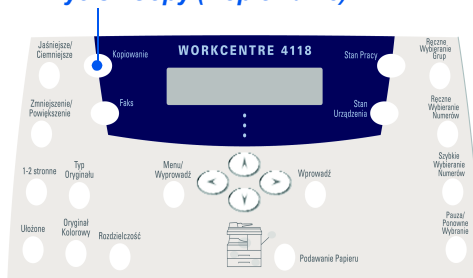 Jaśniejsze/
Ciemniejsze
Kopiowanie
WORKCENTRE 4118
Stan Pracy
Ręczne
Wybieranie
Grup
Zmniejszenie/
Powiększenie
Faks
Stan
Urządzenia
Ręczne
Wybieranie
Numerów
1-2 stronne
Typ
Oryginału
Menu/
Wyprowadź
Wprowadź
Szybkie
Wybieranie
Numerów
Ułożone
Oryginał
Kolorowy
Rozdzielczość
Podawanie Papieru
Pauza/
Ponowne
Wybranie